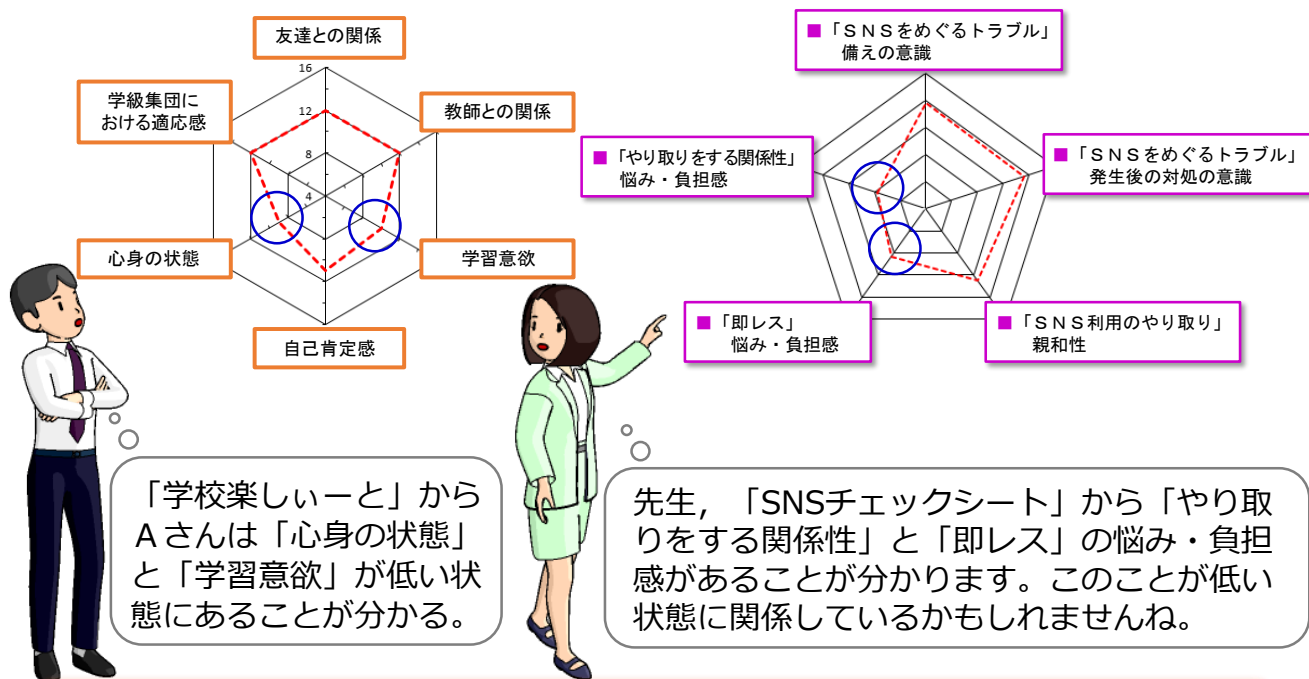 友達との関係
16
学級集団に
おける適応感
12
教師との関係
8
4
心身の状態
学習意欲
自己肯定感
■「ＳＮＳをめぐるトラブル」
備えの意識
■「やり取りをする関係性」
悩み・負担感
■「ＳＮＳをめぐるトラブル」
発生後の対処の意識
■「即レス」
悩み・負担感
■「ＳＮＳ利用のやり取り」
親和性
「学校楽しぃーと」から
Ａさんは「心身の状態」
と「学習意欲」が低い状
態にあることが分かる。
先生，「SNSチェックシート」から「やり取
りをする関係性」と「即レス」の悩み・負担
感があることが分かります。このことが低い
状態に関係しているかもしれませんね。